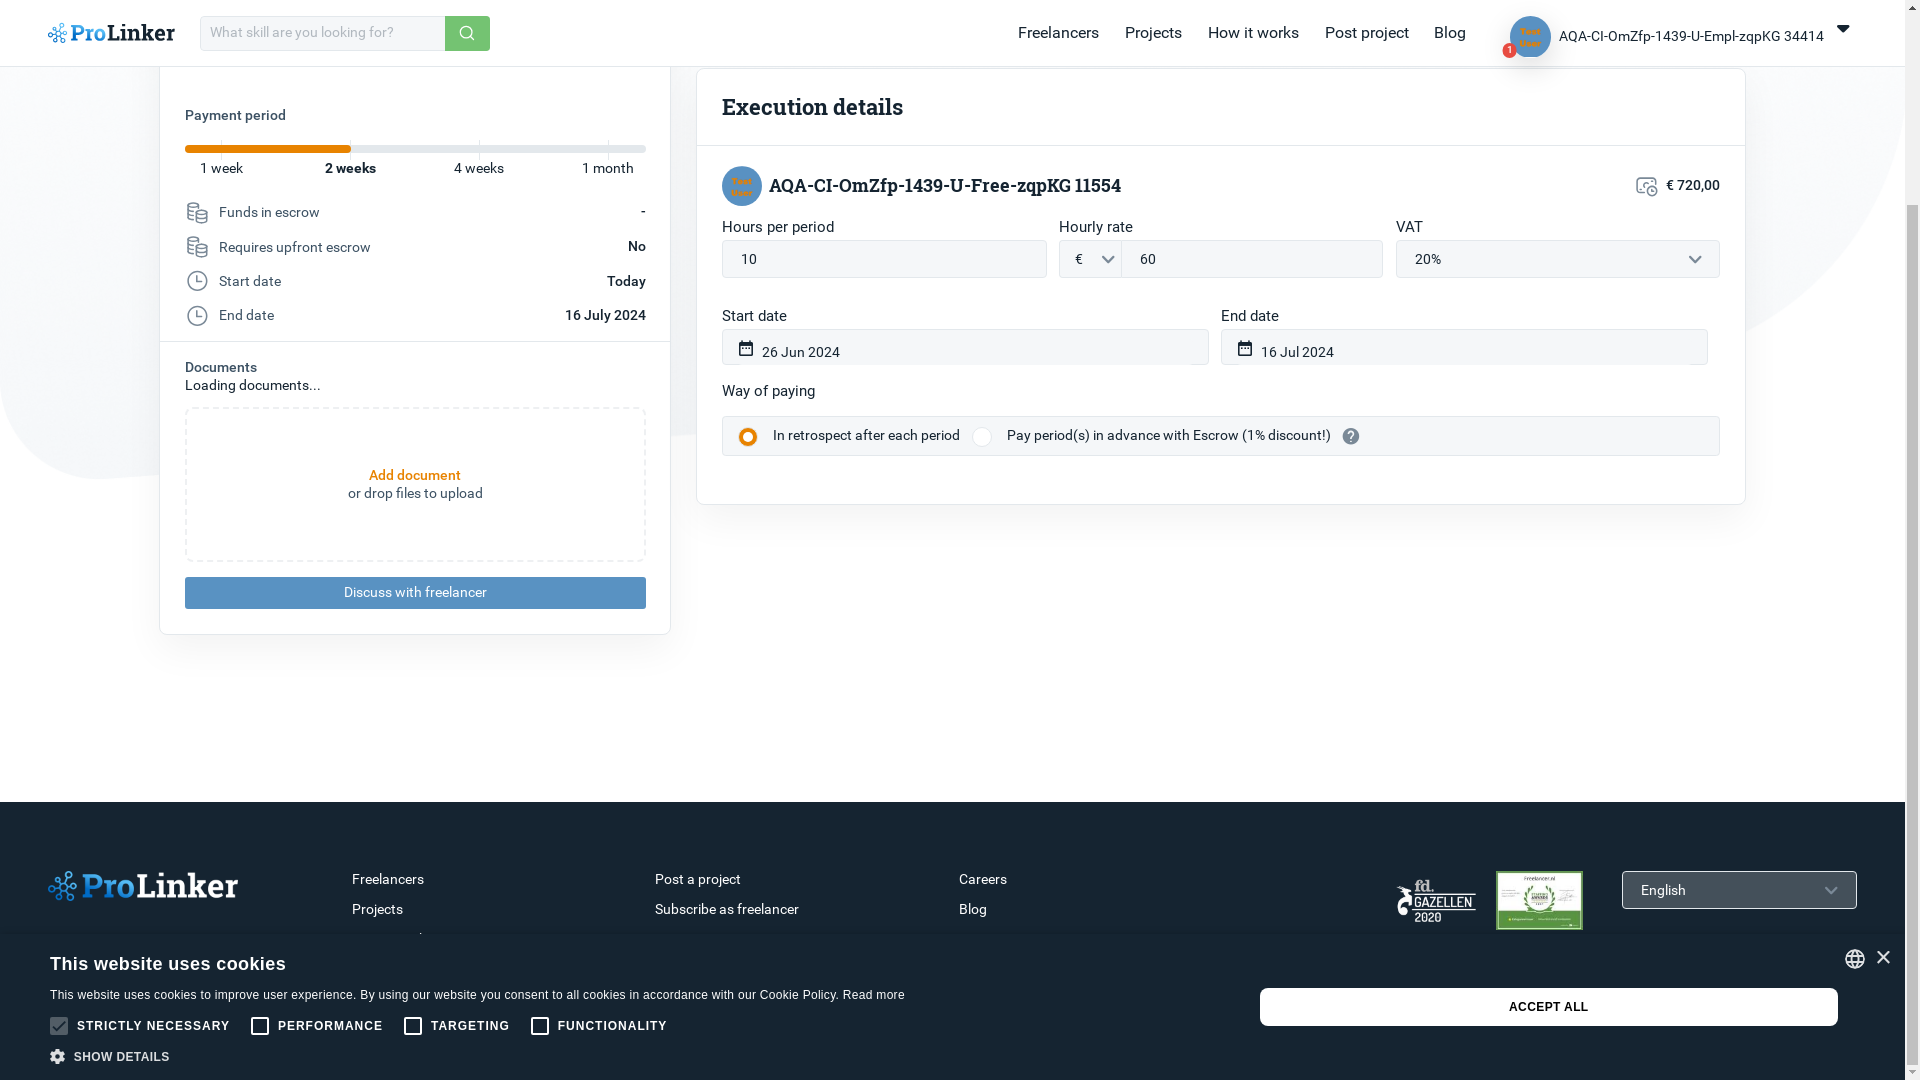 ProLinker
What skill are you looking for?
Freelancers
Projects
How it works
Post project
Blog
1
AQA-CI-OmZfp-1439-U-Empl-zqpKG 34414
Payment period
1 week
2 weeks
4 weeks
1 month
Funds in escrow
-
Requires upfront escrow
No
Start date
Today
End date
16 July 2024
Documents
Loading documents...
Add document
or drop files to upload
Discuss with freelancer
Execution details
AQA-CI-OmZfp-1439-U-Free-zqpKG 11554
€ 720,00
Hours per period
Hourly rate
VAT
10
€
60
20%
Start date
End date
26 Jun 2024
16 Jul 2024
Way of paying
In retrospect after each period
Pay period(s) in advance with Escrow (1% discount!)
ProLinker
Freelancers
Projects
Post a project
Subscribe as freelancer
Careers
Blog
fd.
GAZELLEN
2020
Freelancer.nl
English
This website uses cookies
This website uses cookies to improve user experience. By using our website you consent to all cookies in accordance with our Cookie Policy. Read more
STRICTLY NECESSARY
PERFORMANCE
TARGETING
FUNCTIONALITY
SHOW DETAILS
ACCEPT ALL